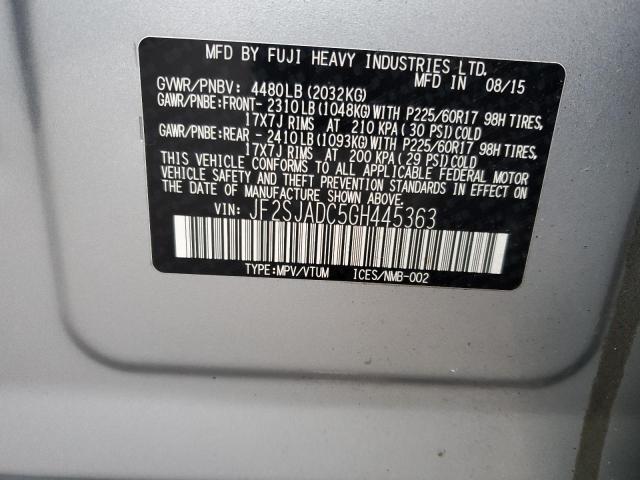 MFD BY FUJI HEAVY INDUSTRIES LTD.
MFD IN 08/15
GVWR/PNBV: 4480LB(2032KG)
GAWR/PNBE:FRONT- 2310LB(1048KG)WITH P225/60R17 98H TIRES,
17X7J RIMS AT 210 KPA(30 PSI)COLD
GAWR/PNBE:REAR - 2410LB(1093KG)WITH P225/60R17 98H TIRES,
17X7J RIMS AT 200 KPA(29 PSI)COLD
THIS VEHICLE CONFORMS TO ALL APPLICABLE FEDERAL MOTOR
VEHICLE SAFETY AND THEFT PREVENTION STANDARDS IN EFFECT ON
THE DATE OF MANUFACTURE SHOWN ABOVE.
VIN: JF2SJADC5GH445363
TYPE:MPV/VTUM ICES/NMB-002